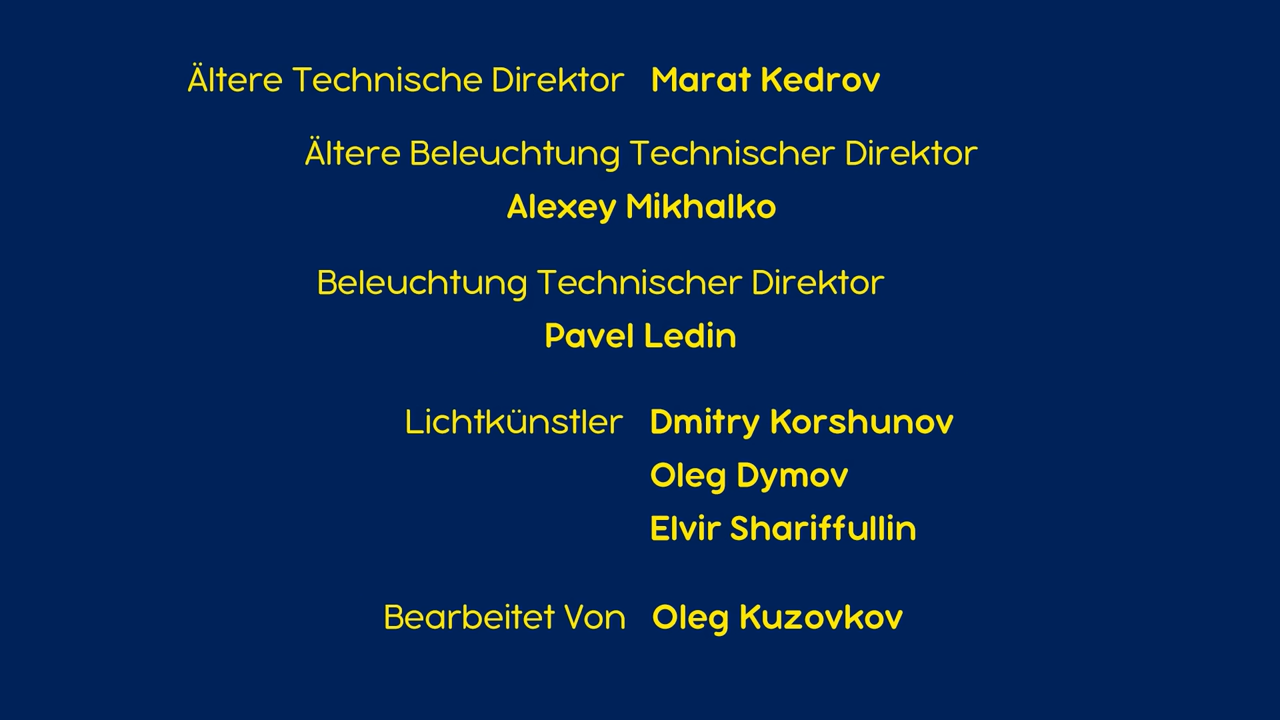 Ältere Technische Direktor Marat Kedrov
Ältere Beleuchtung Technischer Direktor
Alexey Mikhalko
Beleuchtung Technischer Direktor
Pavel Ledin
Lichtkünstler Dmitry Korshunov
Oleg Dymov
Elvir Shariffullin
Bearbeitet Von Oleg Kuzovkov